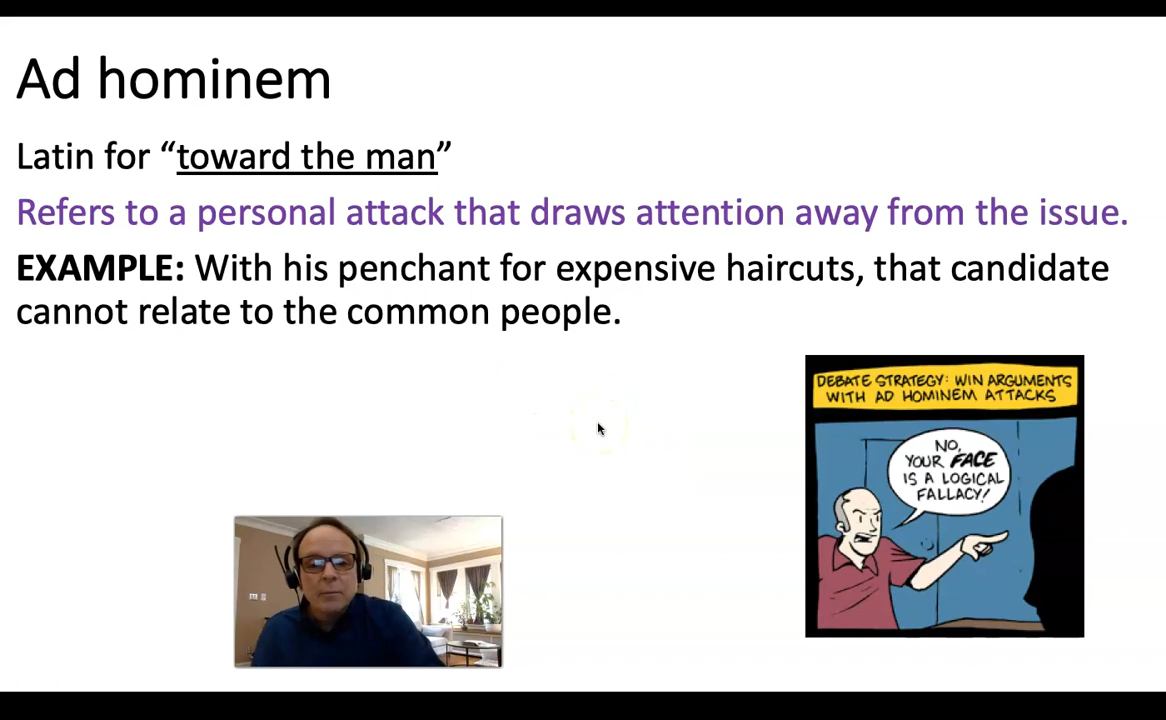 Ad hominem
Latin for “toward the man”
Refers to a personal attack that draws attention away from the issue.
EXAMPLE: With his penchant for expensive haircuts, that candidate
cannot relate to the common people.
DEBATE STRATEGY: WIN ARGUMENTS
WITH AD HOMINEM ATTACKS
NO,
YOUR FACE
IS A LOGICAL
FALLACY!